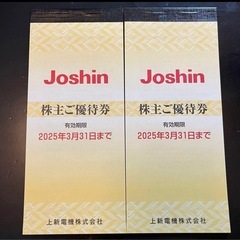 Joshin
株主ご優待券
有効期限
2025年3月31日まで
上新電機株式会社
Joshin
株主ご優待券
有効期限
2025年3月31日まで
上新電機株式会社